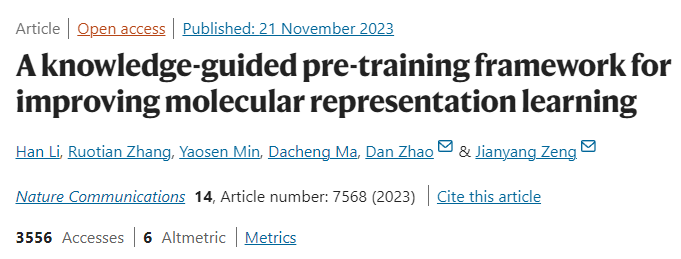 Article | Open access | Published: 21 November 2023
A knowledge-guided pre-training framework for
improving molecular representation learning
Han Li, Ruotian Zhang, Yaosen Min, Dacheng Ma, Dan Zhao & Jianyang Zeng
Nature Communications 14, Article number: 7568 (2023) | Cite this article
3556 Accesses | 6 Altmetric | Metrics